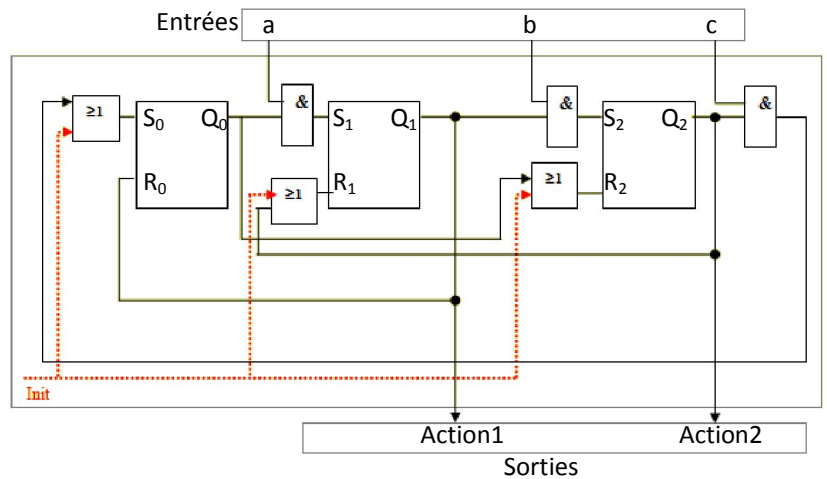 Entrées
a b c
≥1 S₀ Q₀ & S₁ Q₁ & S₂ Q₂ &
R₀ ≥1 R₁ ≥1 R₂
Init
Action1 Action2
Sorties